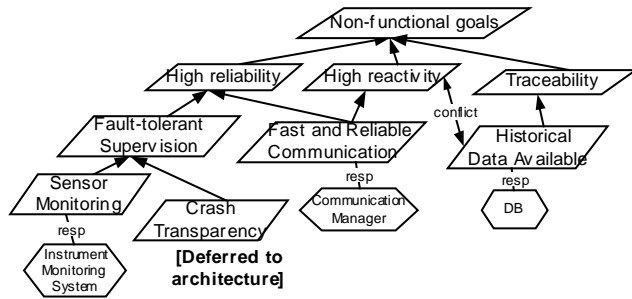 Non-functional goals
High reliability
High reactivity
Traceability
conflict
Fault-tolerant
Supervision
Fast and Reliable
Communication
Historical
Data Available
resp
resp
Sensor
Monitoring
Crash
Transparency
Communication
Manager
DB
resp
[Deferred to
architecture]
Instrument
Monitoring
System